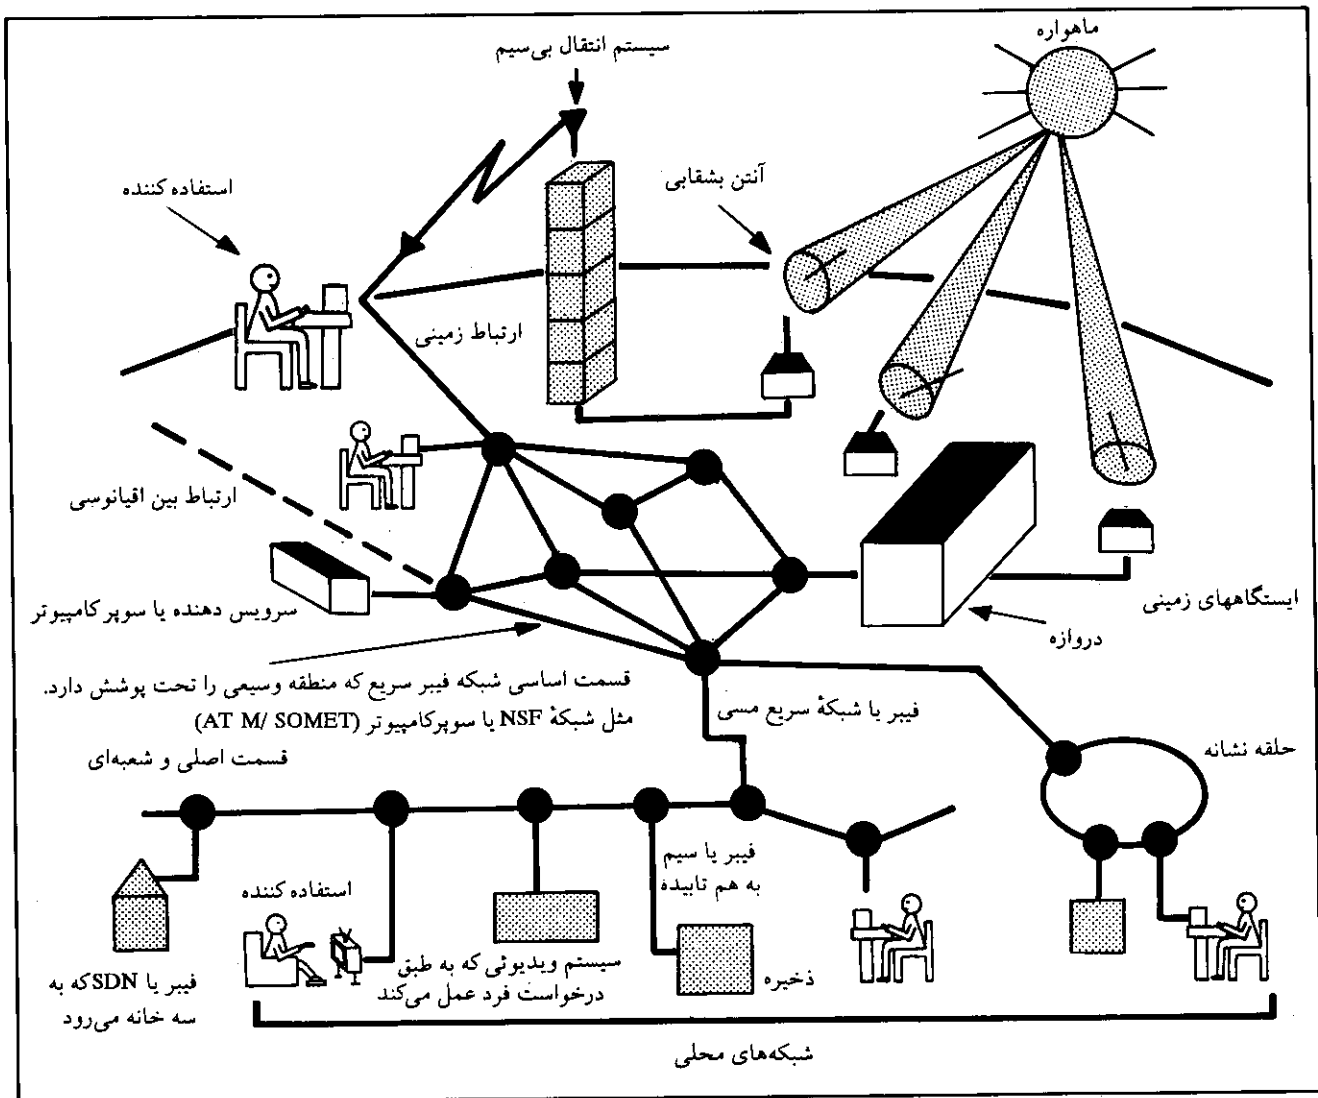 ماهواره
سیستم انتقال بی‌سیم
آنتن بشقابی
استفاده کننده
ارتباط زمینی
ارتباط بین اقیانوسی
سرویس دهنده یا سوپر کامپیوتر
ایستگاههای زمینی
دروازه
قسمت اساسی شبکه فیبر سریع که منطقه وسیعی را تحت پوشش دارد.
مثل شبکهٔ NSF یا سوپرکامپیوتر (AT M/ SOMET)
فیبر یا شبکهٔ سریع مسی
حلقه نشانه
قسمت اصلی و شعبه‌ای
فیبر یا سیم
به هم تابیده
استفاده کننده
ذخیره
سیستم ویدیوئی که به طبق
درخواست فرد عمل می‌کند
فیبر یا SDN که به
سه خانه می‌رود
شبکه‌های محلی